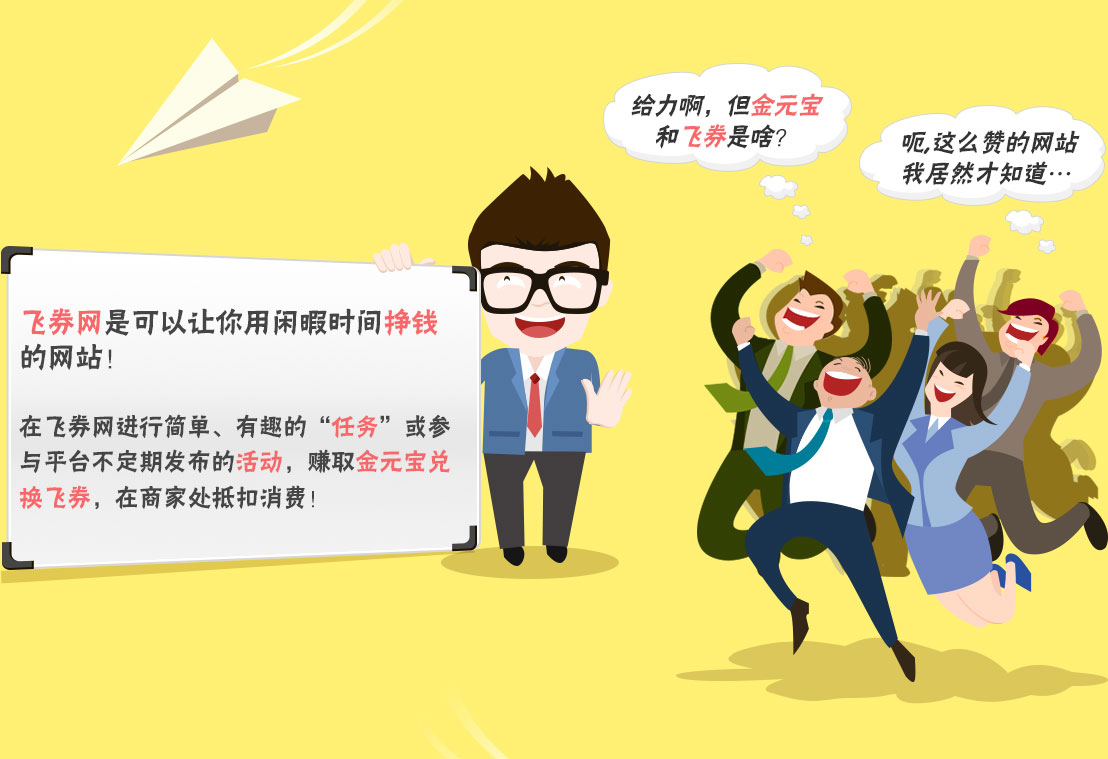 给力啊，但金元宝
和飞券是啥？
呃,这么赞的网站
我居然才知道…
飞券网是可以让你用闲暇时间挣钱
的网站！
在飞券网进行简单、有趣的“任务”或参
与平台不定期发布的活动，赚取金元宝兑
换飞券，在商家处抵扣消费！